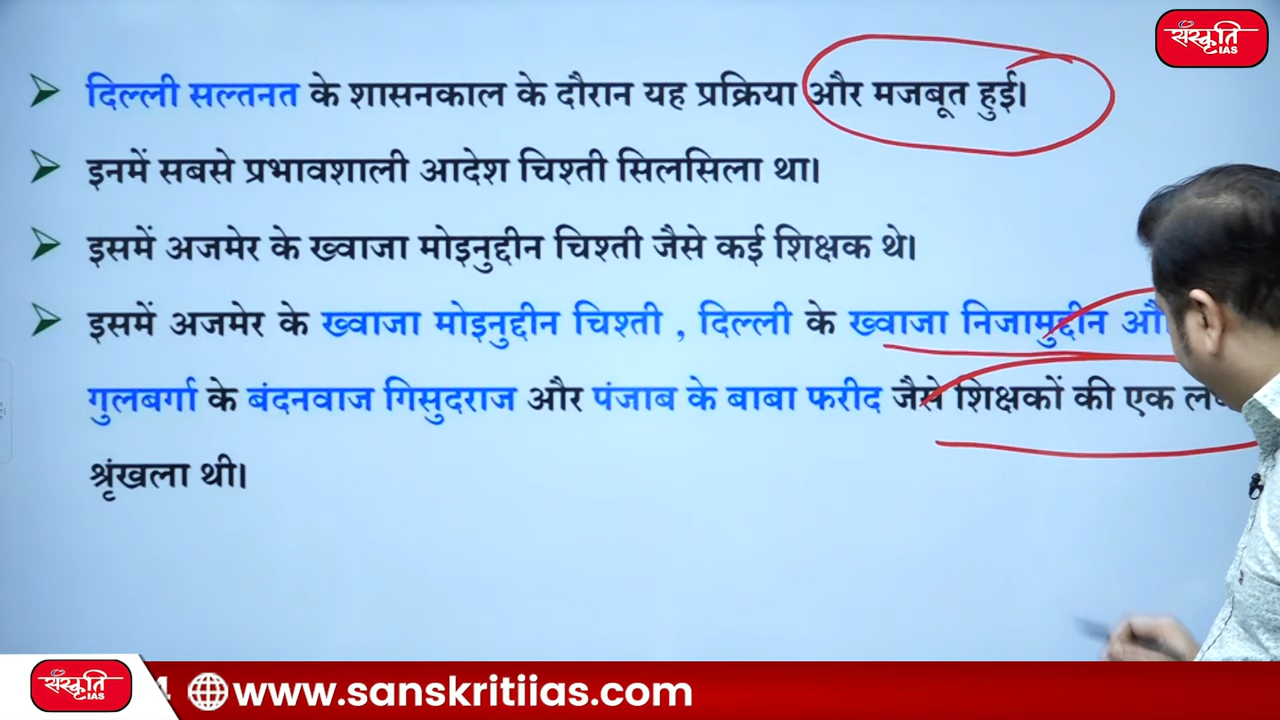 संस्कृति
IAS
दिल्ली सल्तनत के शासनकाल के दौरान यह प्रक्रिया और मजबूत हुई।
इनमें सबसे प्रभावशाली आदेश चिश्ती सिलसिला था।
इसमें अजमेर के ख्वाजा मोइनुद्दीन चिश्ती जैसे कई शिक्षक थे।
इसमें अजमेर के ख्वाजा मोइनुद्दीन चिश्ती , दिल्ली के ख्वाजा निजामुद्दीन
गुलबर्गा के बंदनवाज गिसुदराज और पंजाब के बाबा फरीद जैसे शिक्षकों की एक
श्रृंखला थी।
संस्कृति
IAS
4 www.sanskritiias.com